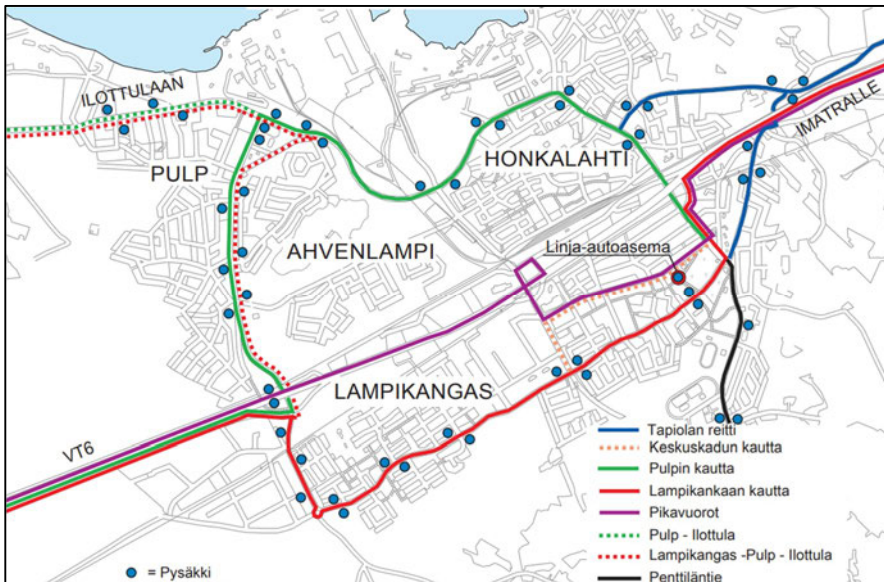 ILOTTULAAN
IMATRALLE
PULP
HONKALAHTI
AHVENLAMPI
Linja-autoasema
LAMPIKANGAS
VT6
Tapiolan reitti
Keskuskadun kautta
Pulpin kautta
Lampikankaan kautta
Pikavuorot
Pulp - Ilottula
Lampikangas -Pulp - Ilottula
Penttiläntie
= Pysäkki